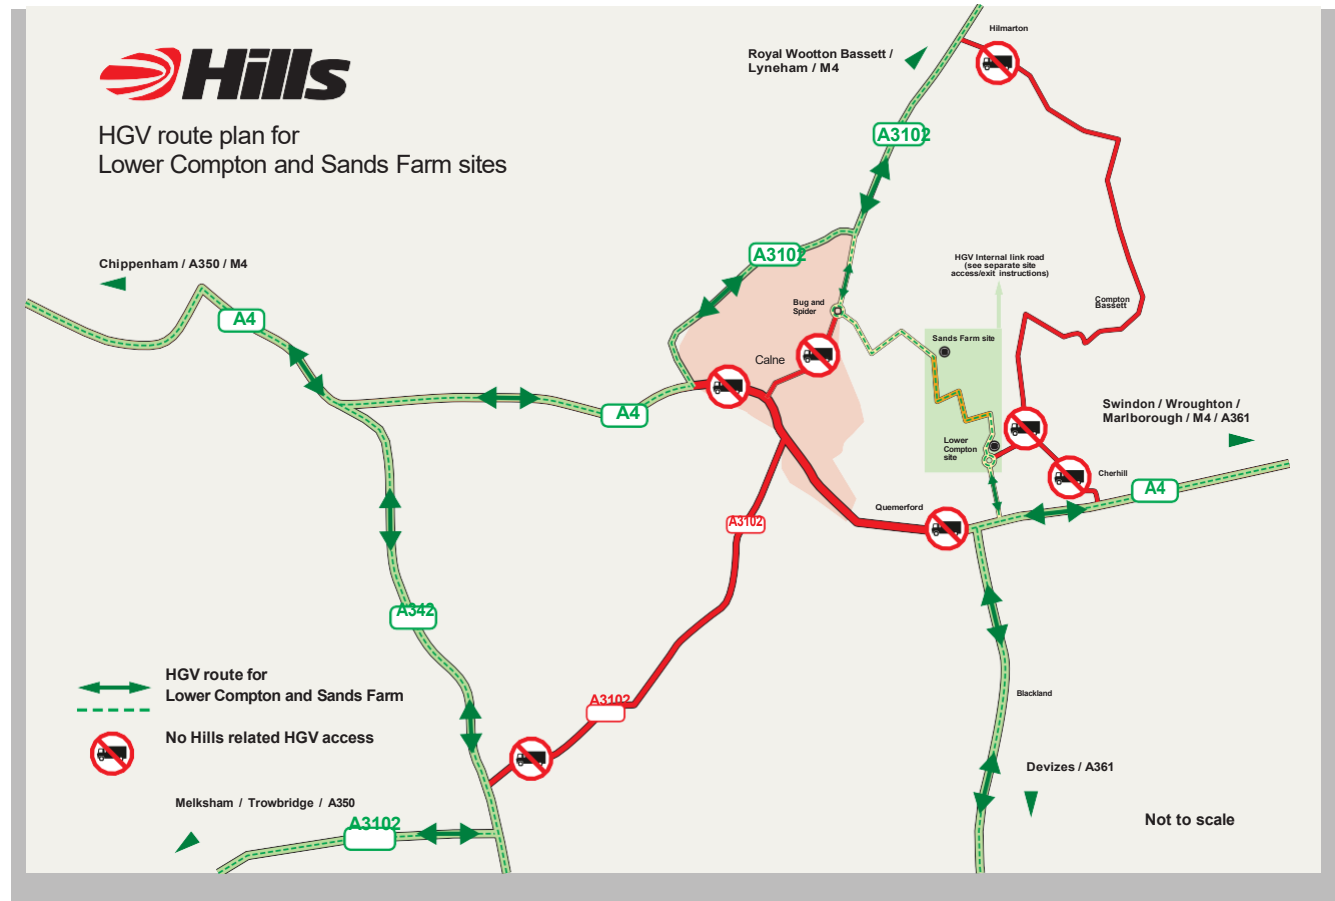 Hills
HGV route plan for
Lower Compton and Sands Farm sites
Hilmarton
Royal Wootton Bassett /
Lyneham / M4
A3102
A3102
Chippenham / A350 / M4
A4
HGV Internal link road
(see separate site
access/exit instructions)
Bug and
Spider
Compton
Bassett
Sands Farm site
Calne
A4
Swindon / Wroughton /
Marlborough / M4 / A361
Lower
Compton
site
Cherhill
A4
Quemerford
A3102
A342
HGV route for
Lower Compton and Sands Farm
Blackland
A3102
No Hills related HGV access
Devizes / A361
Melksham / Trowbridge / A350
A3102
Not to scale